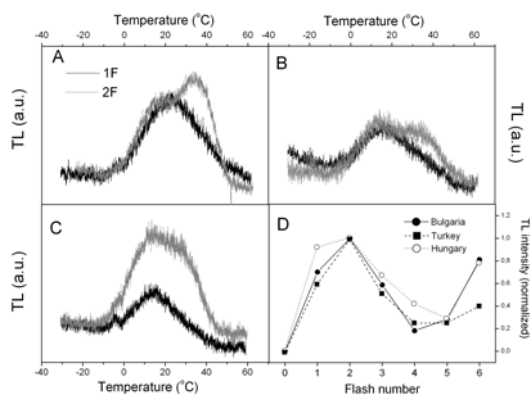 Temperature (°C)
Temperature (°C)
-40 -20 0 20 40 60
-40 -20 0 20 40 60
A
1F
2F
TL (a.u.)
B
TL (a.u.)
C
TL (a.u.)
-40 -20 0 20 40 60 80
Temperature (°C)
D
Bulgaria
Turkey
Hungary
1.2
1.0
0.8
0.6
0.4
0.2
0.0
TL intensity (normalized)
0 1 2 3 4 5 6
Flash number